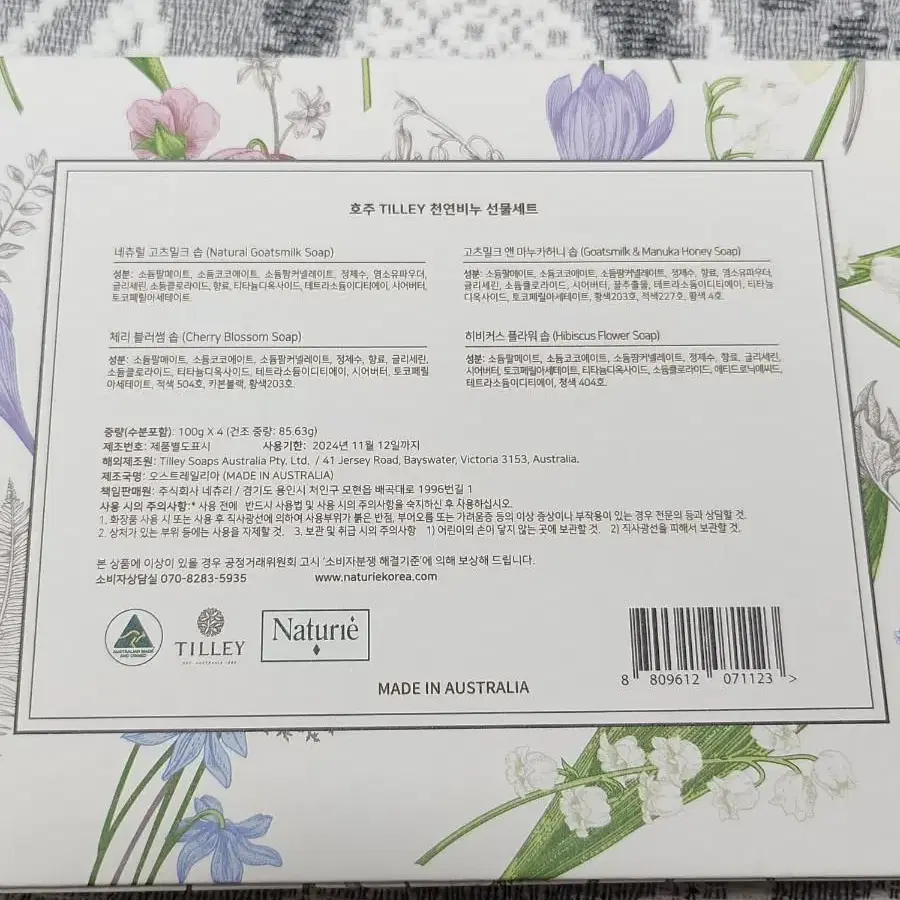 호주 TILLEY 천연비누 선물세트
네츄럴 고츠밀크 솝 (Natural Goatsmilk Soap)
성분: 소듐팔메이트, 소듐코코에이트, 소듐팜커넬레이트, 정제수, 염소유파우더,
글리세린, 소듐클로라이드, 향료, 티타늄디옥사이드, 테트라소듐이디티에이, 시어버터,
토코페릴아세테이트
고츠밀크 앤 마누카허니 솝 (Goatsmilk & Manuka Honey Soap)
성분: 소듐팔메이트, 소듐코코에이트, 소듐팜커넬레이트, 정제수, 향료, 염소유파우더,
글리세린, 소듐클로라이드, 시어버터, 꿀추출물, 테트라소듐이디티에이, 티타늄
디옥사이드, 토코페릴아세테이트, 황색203호, 적색227호, 황색 4호.
체리 블러썸 솝 (Cherry Blossom Soap)
성분: 소듐팔메이트, 소듐코코에이트, 소듐팜커넬레이트, 정제수, 향료, 글리세린,
소듐클로라이드, 티타늄디옥사이드, 테트라소듐이디티에이, 시어버터, 토코페릴
아세테이트, 적색 504호, 카본블랙, 황색203호.
히비커스 플라워 솝 (Hibiscus Flower Soap)
성분: 소듐팔메이트, 소듐코코에이트, 소듐팜커넬레이트, 정제수, 향료, 글리세린,
시어버터, 토코페릴아세테이트, 티타늄디옥사이드, 소듐클로라이드, 에티드로닉애씨드,
테트라소듐이디티에이, 청색 404호.
중량(수분포함): 100g X 4 (건조 중량: 85.63g)
제조번호: 제품별도표시 사용기한: 2024년 11월 12일까지
해외제조원: Tilley Soaps Australia Pty, Ltd. / 41 Jersey Road, Bayswater, Victoria 3153, Australia.
제조국명: 오스트레일리아 (MADE IN AUSTRALIA)
책임판매원: 주식회사 네츄리 / 경기도 용인시 처인구 모현읍 배곡대로 1996번길 1
사용 시의 주의사항:* 사용 전에 반드시 사용법 및 사용 시의 주의사항을 숙지하신 후 사용하십시오.
1. 화장품 사용 시 또는 사용 후 직사광선에 의하여 사용부위가 붉은 반점, 부어오름 또는 가려움증 등의 이상 증상이나 부작용이 있는 경우 전문의 등과 상담할 것.
2. 상처가 있는 부위 등에는 사용을 자제할 것. 3. 보관 및 취급 시의 주의사항 1) 어린이의 손이 닿지 않는 곳에 보관할 것. 2) 직사광선을 피해서 보관할 것.
본 상품에 이상이 있을 경우 공정거래위원회 고시 '소비자분쟁 해결기준'에 의해 보상해 드립니다.
소비자상담실 070-8283-5935 www.naturiekorea.com
AUSTRALIAN MADE
AND OWNED
TILLEY
Naturiė
MADE IN AUSTRALIA
8 809612 071123 >